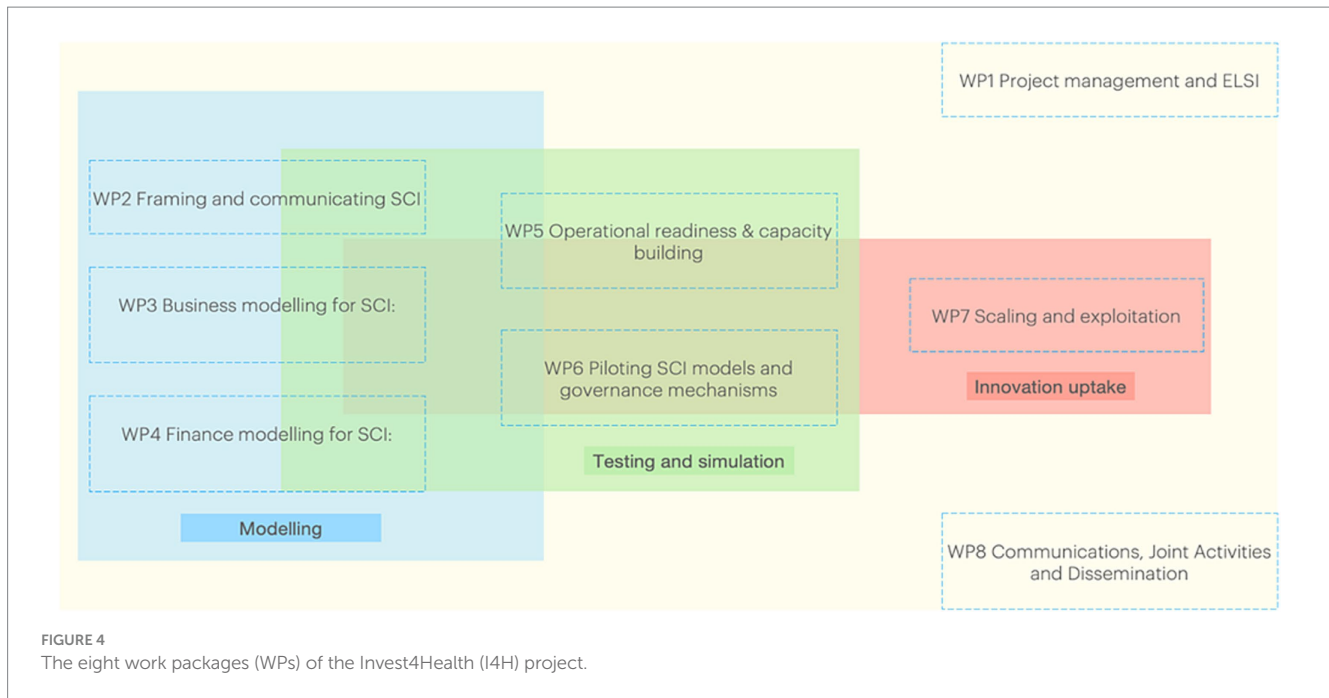 WP1 Project management and ELSI
WP2 Framing and communicating SCI
WP5 Operational readiness & capacity
building
WP3 Business modelling for SCI:
WP7 Scaling and exploitation
WP6 Piloting SCI models and
governance mechanisms
Innovation uptake
WP4 Finance modelling for SCI:
Testing and simulation
Modelling
WP8 Communications, Joint Activities
and Dissemination
FIGURE 4
The eight work packages (WPs) of the Invest4Health (I4H) project.